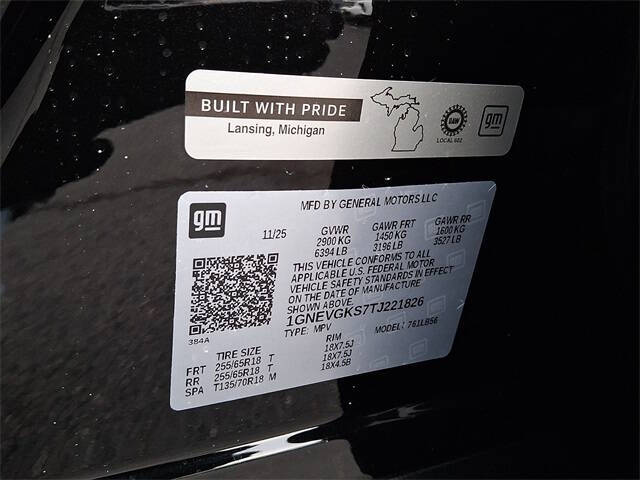 BUILT WITH PRIDE
Lansing, Michigan
UAW
LOCAL 602
gm
gm
MFD BY GENERAL MOTORS LLC
11/25 GVWR GAWR FRT GAWR RR
2900 KG 1450 KG 1600 KG
6394 LB 3196 LB 3527 LB
THIS VEHICLE CONFORMS TO ALL
APPLICABLE U.S. FEDERAL MOTOR
VEHICLE SAFETY STANDARDS IN EFFECT
ON THE DATE OF MANUFACTURE
SHOWN ABOVE.
1GNEVGKS7TJ221826
TYPE: MPV MODEL: 761LB56
384A
TIRE SIZE RIM
FRT 255/65R18 T 18X7.5J
RR 255/65R18 T 18X7.5J
SPA T135/70R18 M 18X4.5B